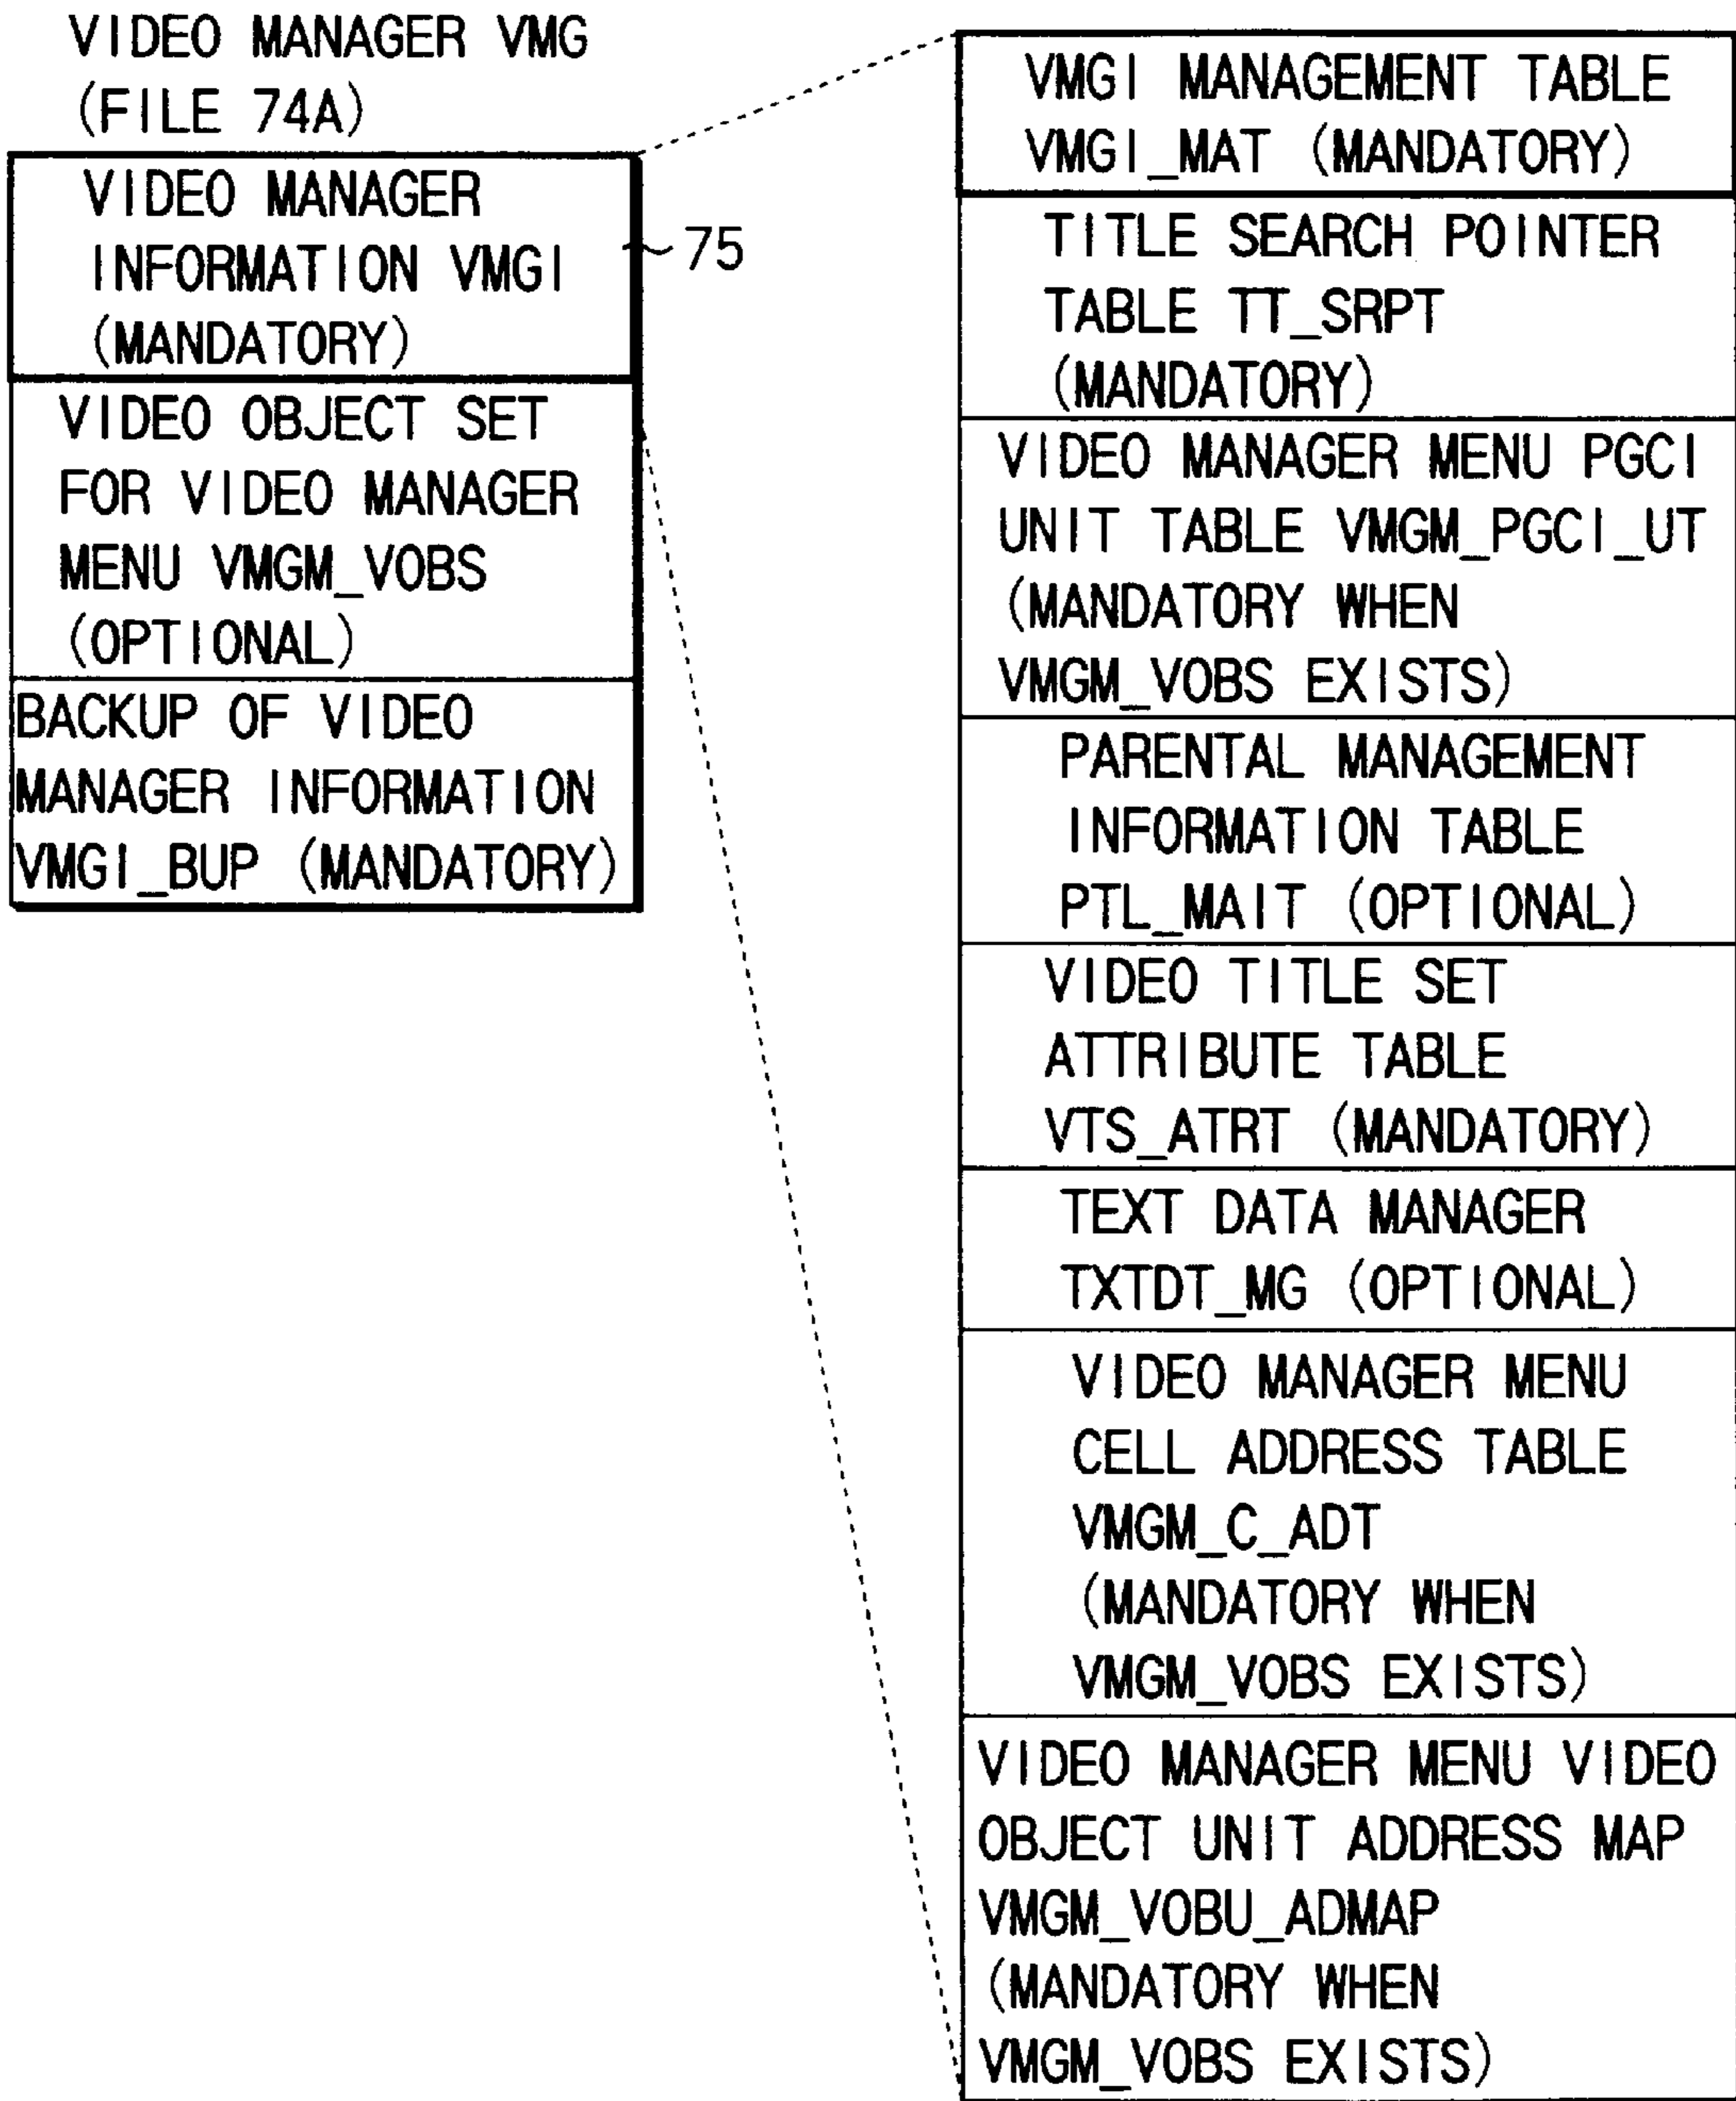 VIDEO MANAGER VMG
(FILE 74A)
VIDEO MANAGER
INFORMATION VMGI
(MANDATORY)
75
VIDEO OBJECT SET
FOR VIDEO MANAGER
MENU VMGM_VOBS
(OPTIONAL)
BACKUP OF VIDEO
MANAGER INFORMATION
VMGI_BUP (MANDATORY)
VMGI MANAGEMENT TABLE
VMGI_MAT (MANDATORY)
TITLE SEARCH POINTER
TABLE TT_SRPT
(MANDATORY)
VIDEO MANAGER MENU PGCI
UNIT TABLE VMGM_PGCI_UT
(MANDATORY WHEN
VMGM_VOBS EXISTS)
PARENTAL MANAGEMENT
INFORMATION TABLE
PTL_MAIT (OPTIONAL)
VIDEO TITLE SET
ATTRIBUTE TABLE
VTS_ATRT (MANDATORY)
TEXT DATA MANAGER
TXTDT_MG (OPTIONAL)
VIDEO MANAGER MENU
CELL ADDRESS TABLE
VMGM_C_ADT
(MANDATORY WHEN
VMGM_VOBS EXISTS)
VIDEO MANAGER MENU VIDEO
OBJECT UNIT ADDRESS MAP
VMGM_VOBU_ADMAP
(MANDATORY WHEN
VMGM_VOBS EXISTS)